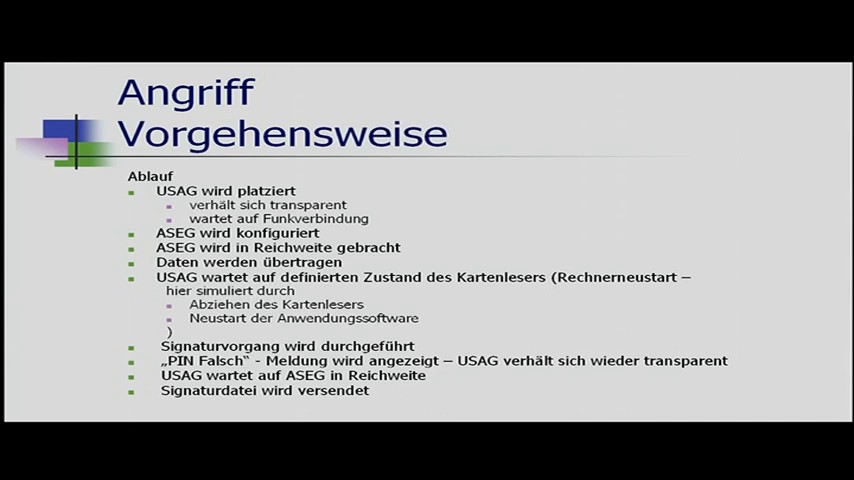 Angriff
Vorgehensweise
Ablauf
USAG wird platziert
verhält sich transparent
wartet auf Funkverbindung
ASEG wird konfiguriert
ASEG wird in Reichweite gebracht
Daten werden übertragen
USAG wartet auf definierten Zustand des Kartenlesers (Rechnerneustart –
hier simuliert durch
Abziehen des Kartenlesers
Neustart der Anwendungssoftware
)
Signaturvorgang wird durchgeführt
„PIN Falsch“ - Meldung wird angezeigt – USAG verhält sich wieder transparent
USAG wartet auf ASEG in Reichweite
Signaturdatei wird versendet